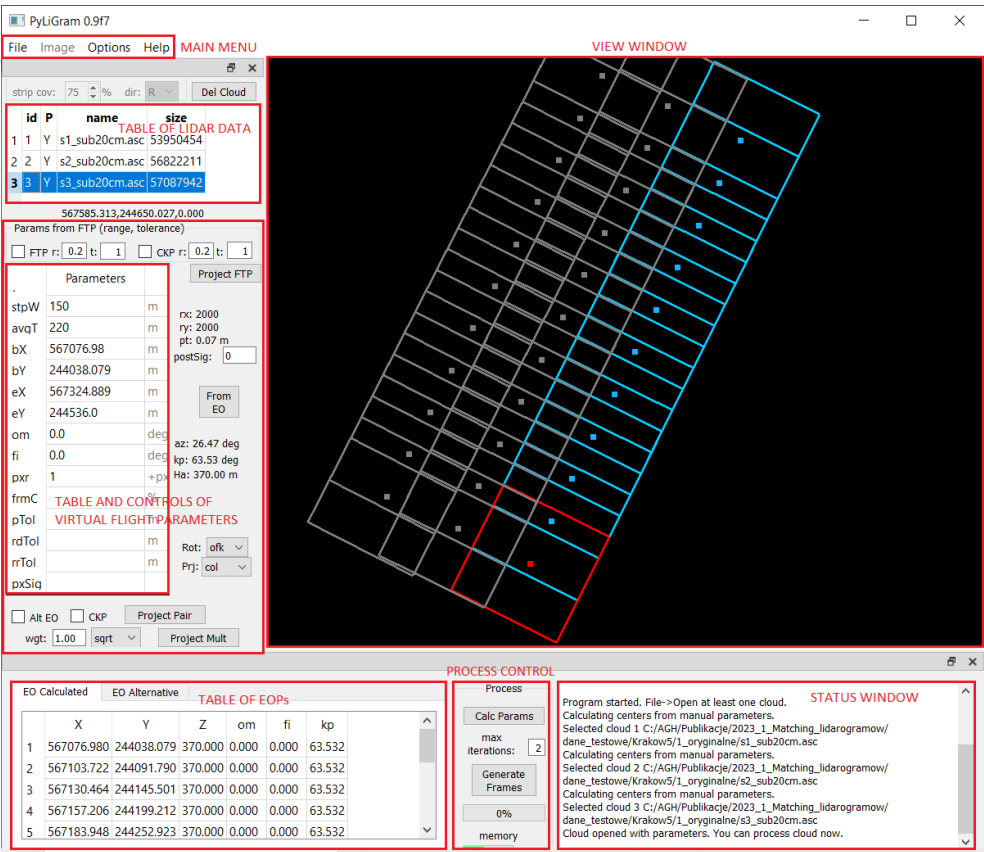 PyLiGram 0.9f7
File Image Options Help MAIN MENU
VIEW WINDOW
strip cov: 75 % dir: R Del Cloud
id P name size
TABLE OF LIDAR DATA
1 1 Y s1_sub20cm.asc 53950454
2 2 Y s2_sub20cm.asc 56822211
3 3 Y s3_sub20cm.asc 57087942
567585.313,244650.027,0.000
Params from FTP (range, tolerance)
FTP r: 0.2 t: 1 CKP r: 0.2 t: 1
. Parameters Project FTP
stpW 150 m
avgT 220 m
bX 567076.98 m
bY 244038.079 m
eX 567324.889 m
eY 244536.0 m
om 0.0 deg
fi 0.0 deg
pxr 1 +px
frmC %
pTol m
rdTol m
rrTol m
pxSig
rx: 2000
ry: 2000
pt: 0.07 m
postSig: 0
From
EO
az: 26.47 deg
kp: 63.53 deg
Ha: 370.00 m
TABLE AND CONTROLS OF
VIRTUAL FLIGHT PARAMETERS
Rot: ofk
Prj: col
Alt EO CKP Project Pair
wgt: 1.00 sqrt Project Mult
EO Calculated EO Alternative TABLE OF EOPs
X Y Z om fi kp
1 567076.980 244038.079 370.000 0.000 0.000 63.532
2 567103.722 244091.790 370.000 0.000 0.000 63.532
3 567130.464 244145.501 370.000 0.000 0.000 63.532
4 567157.206 244199.212 370.000 0.000 0.000 63.532
5 567183.948 244252.923 370.000 0.000 0.000 63.532
PROCESS CONTROL
Process
Calc Params
max
iterations: 2
Generate
Frames
0%
memory
STATUS WINDOW
Program started. File->Open at least one cloud.
Calculating centers from manual parameters.
Selected cloud 1 C:/AGH/Publikacje/2023_1_Matching_lidarogramow/
dane_testowe/Krakow5/1_oryginalne/s1_sub20cm.asc
Calculating centers from manual parameters.
Selected cloud 2 C:/AGH/Publikacje/2023_1_Matching_lidarogramow/
dane_testowe/Krakow5/1_oryginalne/s2_sub20cm.asc
Calculating centers from manual parameters.
Selected cloud 3 C:/AGH/Publikacje/2023_1_Matching_lidarogramow/
dane_testowe/Krakow5/1_oryginalne/s3_sub20cm.asc
Cloud opened with parameters. You can process cloud now.